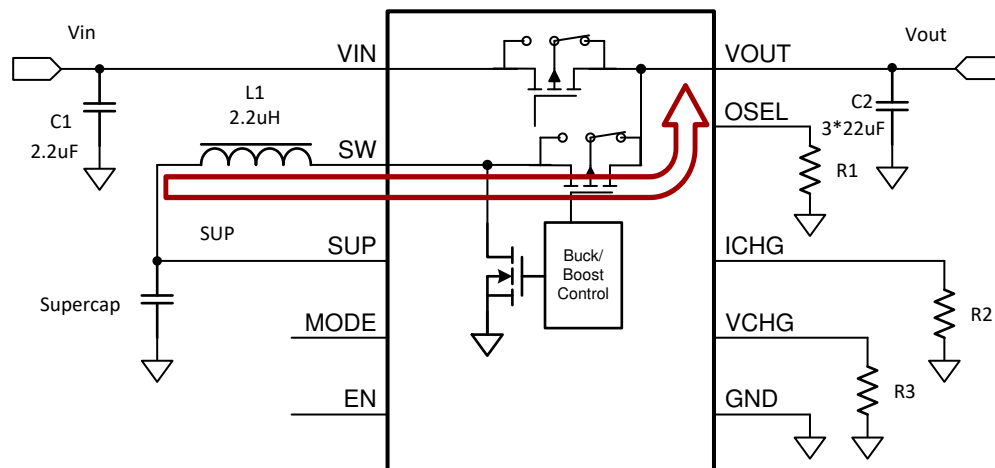 Vin
VIN
VOUT
Vout
L1
2.2uH
C1
2.2uF
OSEL
C2
3*22uF
SW
R1
SUP
SUP
ICHG
Buck/
Boost
Control
Supercap
MODE
VCHG
R2
R3
EN
GND